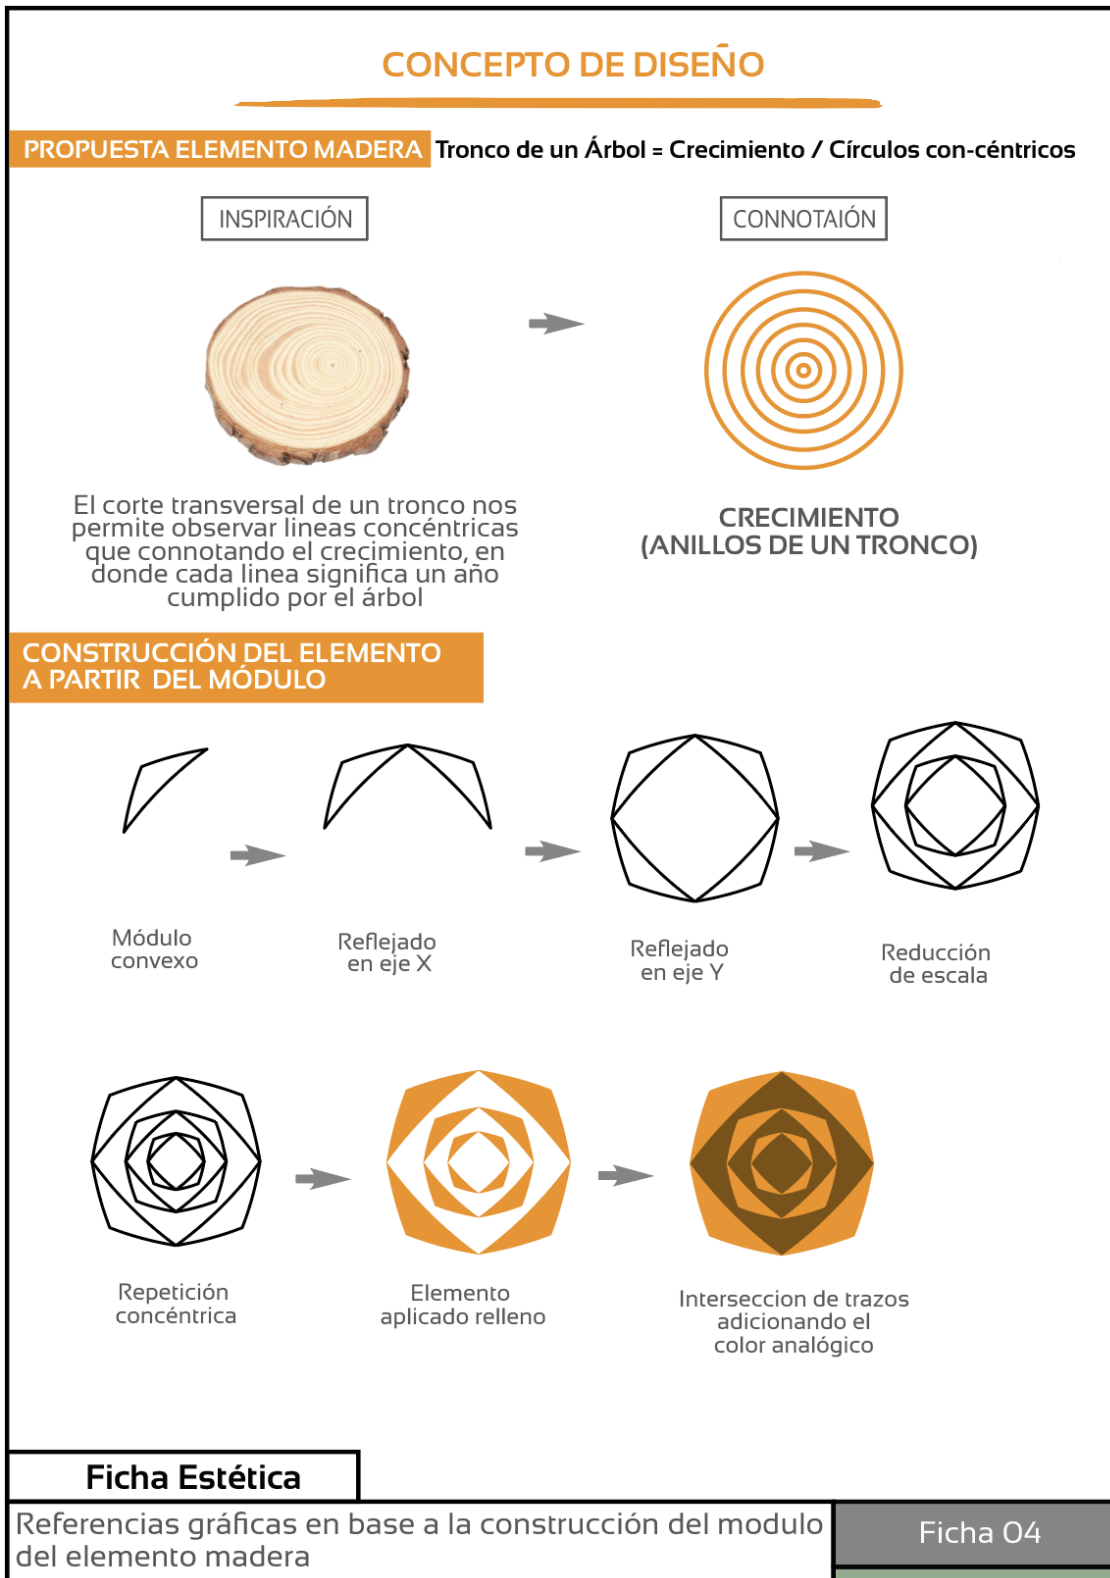 CONCEPTO DE DISEÑO
PROPUESTA ELEMENTO MADERA Tronco de un Árbol = Crecimiento / Círculos con-céntricos
INSPIRACIÓN
CONNOTAIÓN
El corte transversal de un tronco nos
permite observar lineas concéntricas
que connotando el crecimiento, en
donde cada linea significa un año
cumplido por el árbol
CRECIMIENTO
(ANILLOS DE UN TRONCO)
CONSTRUCCIÓN DEL ELEMENTO
A PARTIR DEL MÓDULO
Módulo
convexo
Reflejado
en eje X
Reflejado
en eje Y
Reducción
de escala
Repetición
concéntrica
Elemento
aplicado relleno
Interseccion de trazos
adicionando el
color analógico
Ficha Estética
Referencias gráficas en base a la construcción del modulo
del elemento madera
Ficha 04